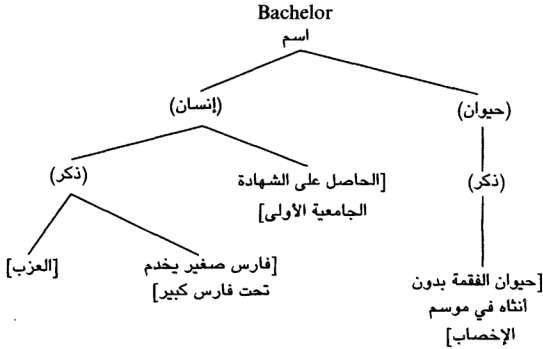 Bachelor
اسم
(إنسان)
(حيوان)
(ذكر)
[الحاصل على الشهادة
الجامعية الأولى]
(ذكر)
[العزب]
[فارس صغير يخدم
تحت فارس كبير]
[حيوان الفقمة بدون
أنثاه في موسم
الإخصاب]